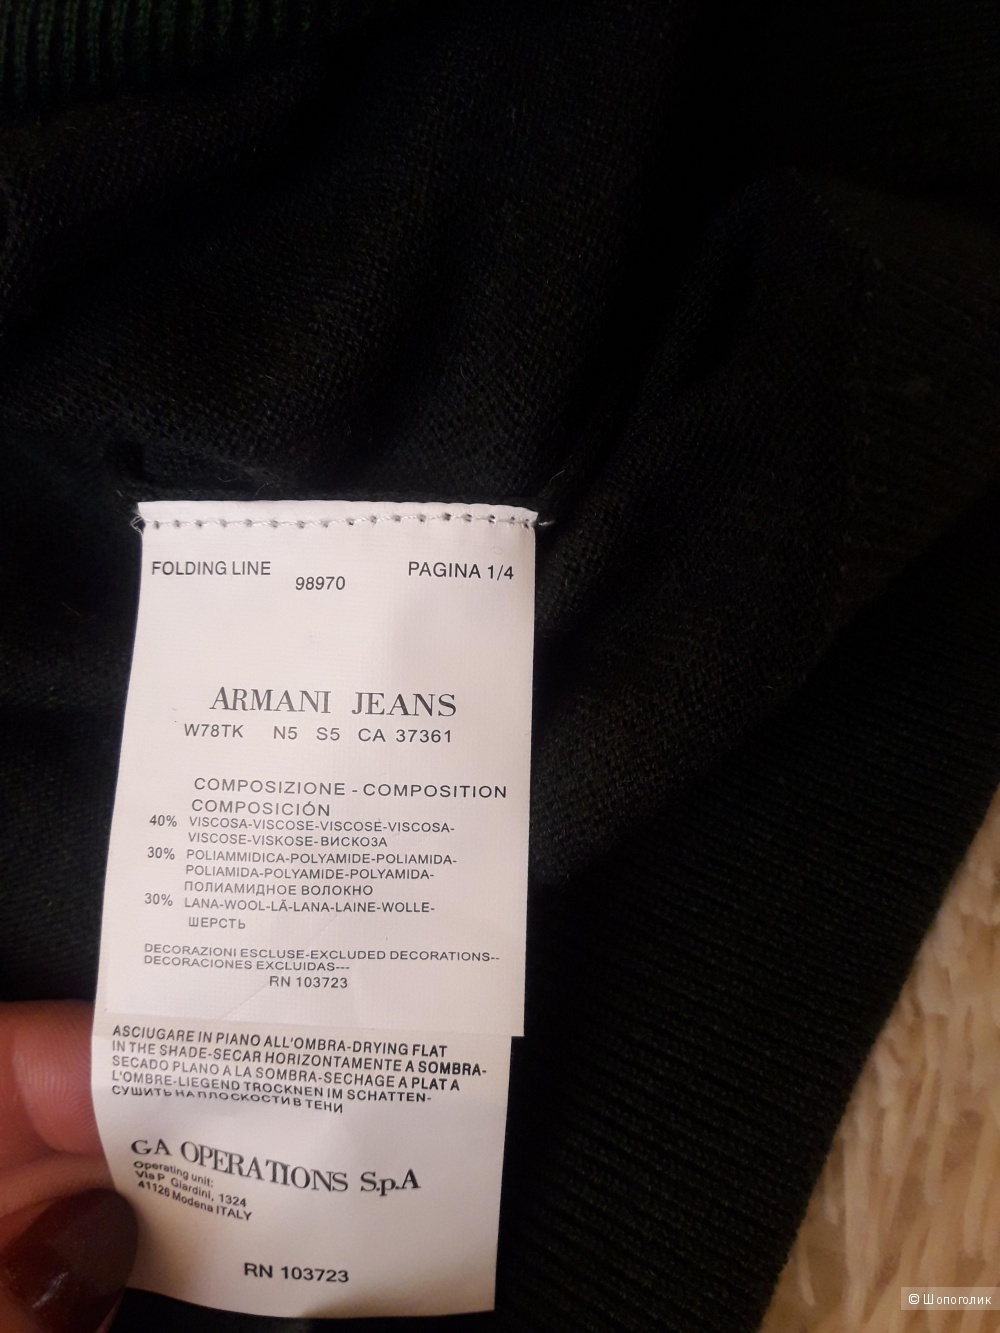 FOLDING LINE 98970 PAGINA 1/4
ARMANI JEANS
W78TK N5 S5 CA 37361
COMPOSIZIONE - COMPOSITION
COMPOSICIÓN
40% VISCOSA-VISCOSE-VISCOSE-VISCOSA-
VISCOSE-VISKOSE-ВИСКОЗА
30% POLIAMMIDICA-POLYAMIDE-POLIAMIDA-
POLIAMIDA-POLYAMIDE-POLYAMIDA-
ПОЛИАМИДНОЕ ВОЛОКНО
30% LANA-WOOL-LÃ-LANA-LAINE-WOLLE-
ШЕРСТЬ
DECORAZIONI ESCLUSE-EXCLUDED DECORATIONS--
DECORACIONES EXCLUIDAS---
RN 103723
ASCIUGARE IN PIANO ALL'OMBRA-DRYING FLAT
IN THE SHADE-SECAR HORIZONTAMENTE A SOMBRA-
SECADO PLANO A LA SOMBRA-SECHAGE A PLAT A
L'OMBRE-LIEGEND TROCKNEN IM SCHATTEN-
СУШИТЬ НА ПЛОСКОСТИ В ТЕНИ
GA OPERATIONS S.p.A
Operating unit:
Via P. Giardini, 1324
41126 Modena ITALY
RN 103723
© Шопоголик